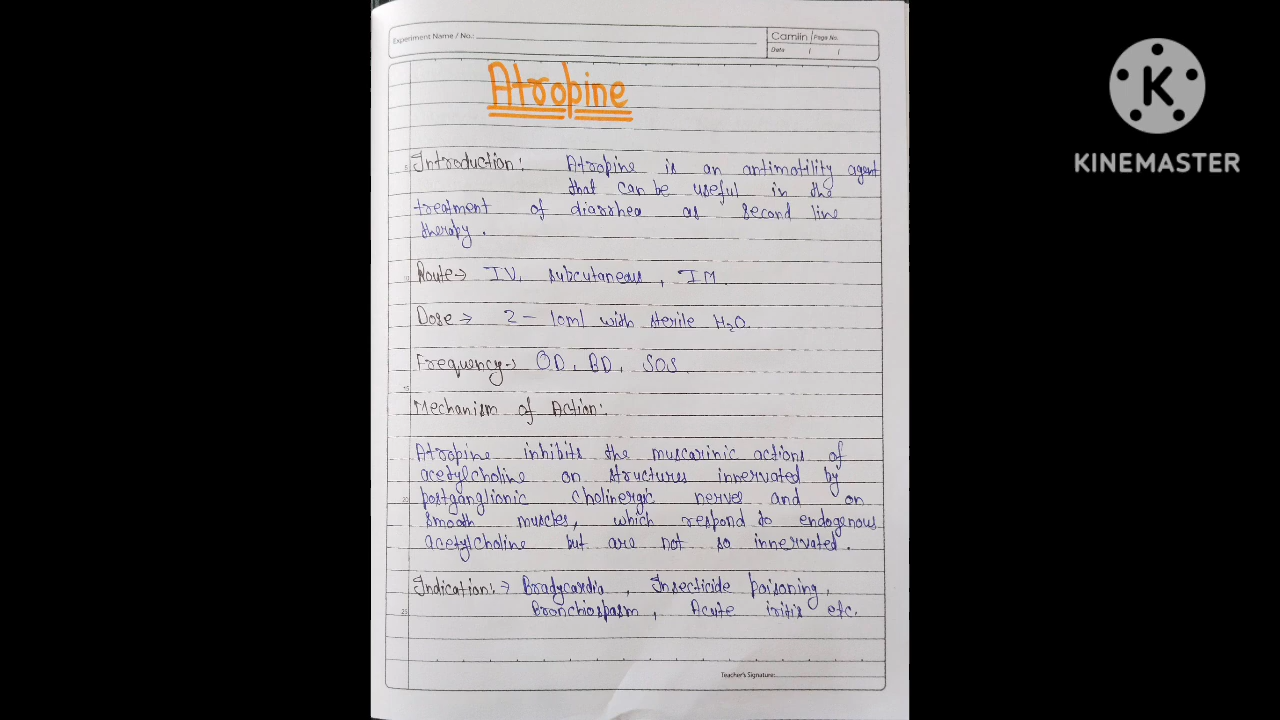 Experiment Name / No.:
Camlin Page No.
Date / /
Atropine
Introduction: Atropine is an antimotility agent
that can be useful in the
treatment of diarrhea as second line
therapy.
Route→ IV, subcutaneous, IM.
Dose→ 2 - 10ml with sterile H2O.
Frequency→ OD, BD, SOS.
Mechanism of Action:
Atropine inhibits the muscarinic actions of
acetylcholine on structures innervated by
postganglionic cholinergic nerves and on
smooth muscles, which respond to endogenous
acetylcholine but are not so innervated.
Indication:→ Bradycardia, Insecticide poisoning,
Bronchiospasm, Acute iritis etc.
Teacher's Signature:
K
KINEMASTER